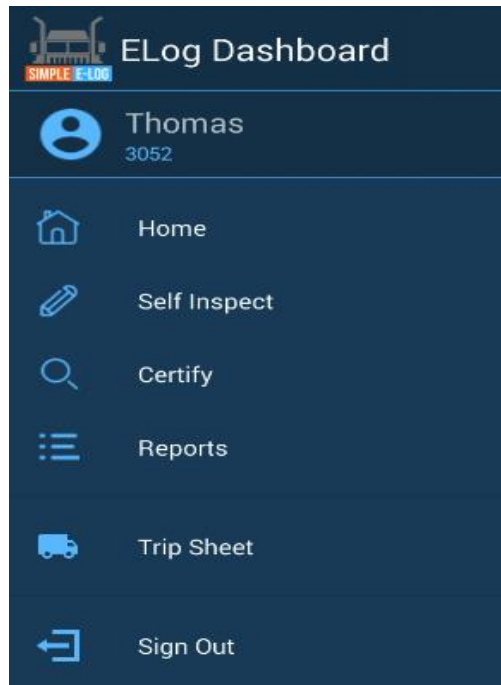 ELog Dashboard
SIMPLE E-LOG
Thomas
3052
Home
Self Inspect
Certify
Reports
Trip Sheet
Sign Out